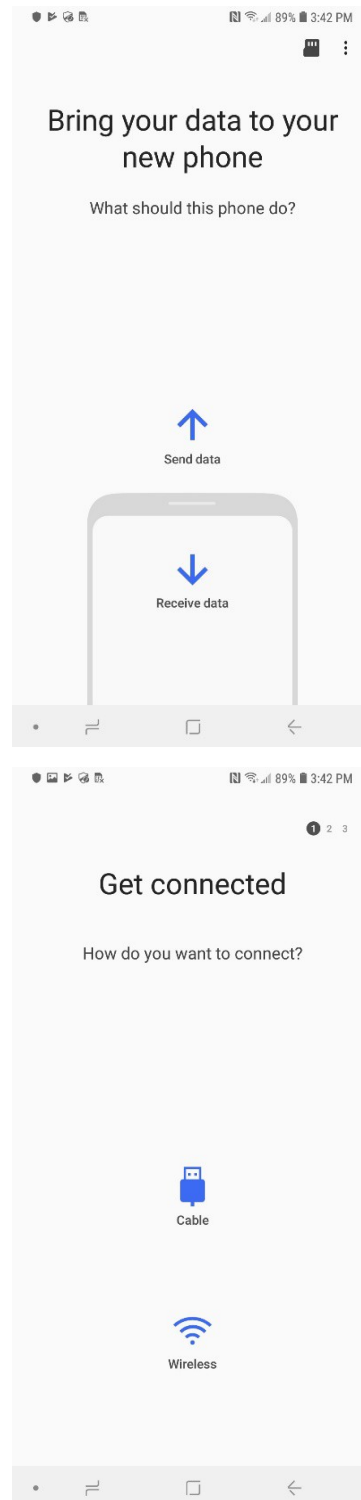 89% 3:42 PM
Bring your data to your
new phone
What should this phone do?
Send data
Receive data
89% 3:42 PM
1 2 3
Get connected
How do you want to connect?
Cable
Wireless